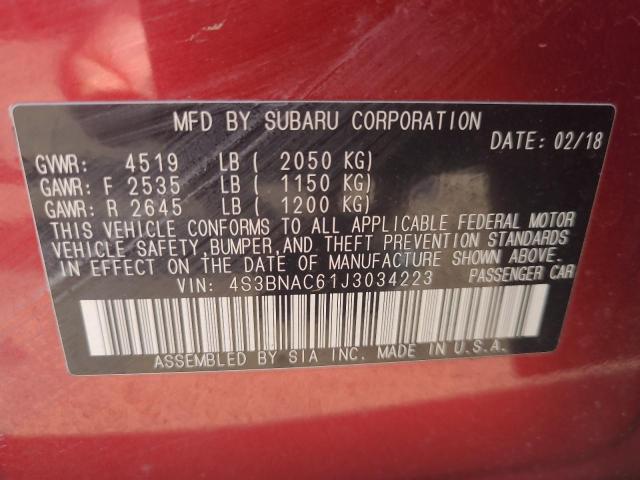 MFD BY SUBARU CORPORATION
DATE: 02/18
GVWR: 4519 LB ( 2050 KG)
GAWR: F 2535 LB ( 1150 KG)
GAWR: R 2645 LB ( 1200 KG)
THIS VEHICLE CONFORMS TO ALL APPLICABLE FEDERAL MOTOR
VEHICLE SAFETY, BUMPER, AND THEFT PREVENTION STANDARDS
IN EFFECT ON THE DATE OF MANUFACTURE SHOWN ABOVE.
VIN: 4S3BNAC61J3034223 PASSENGER CAR
ASSEMBLED BY SIA INC. MADE IN U.S.A.